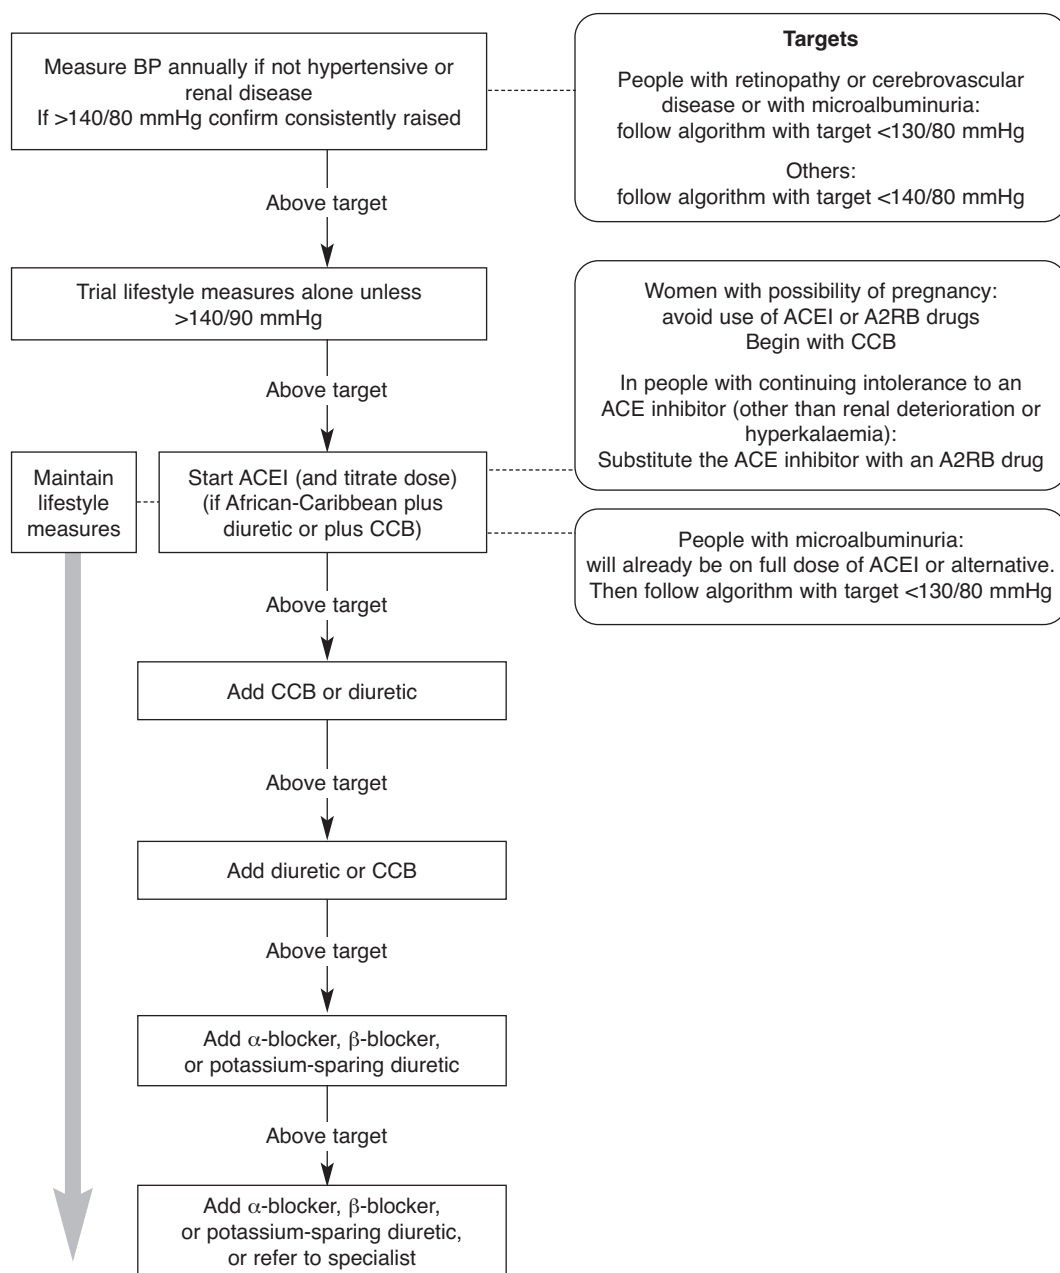 Measure BP annually if not hypertensive or
renal disease
If >140/80 mmHg confirm consistently raised
Targets
People with retinopathy or cerebrovascular
disease or with microalbuminuria:
follow algorithm with target <130/80 mmHg
Others:
follow algorithm with target <140/80 mmHg
Above target
Trial lifestyle measures alone unless
>140/90 mmHg
Women with possibility of pregnancy:
avoid use of ACEI or A2RB drugs
Begin with CCB
In people with continuing intolerance to an
ACE inhibitor (other than renal deterioration or
hyperkalaemia):
Substitute the ACE inhibitor with an A2RB drug
Above target
Maintain
lifestyle
measures
Start ACEI (and titrate dose)
(if African-Caribbean plus
diuretic or plus CCB)
People with microalbuminuria:
will already be on full dose of ACEI or alternative.
Then follow algorithm with target <130/80 mmHg
Above target
Add CCB or diuretic
Above target
Add diuretic or CCB
Above target
Add α-blocker, β-blocker,
or potassium-sparing diuretic
Above target
Add α-blocker, β-blocker,
or potassium-sparing diuretic,
or refer to specialist